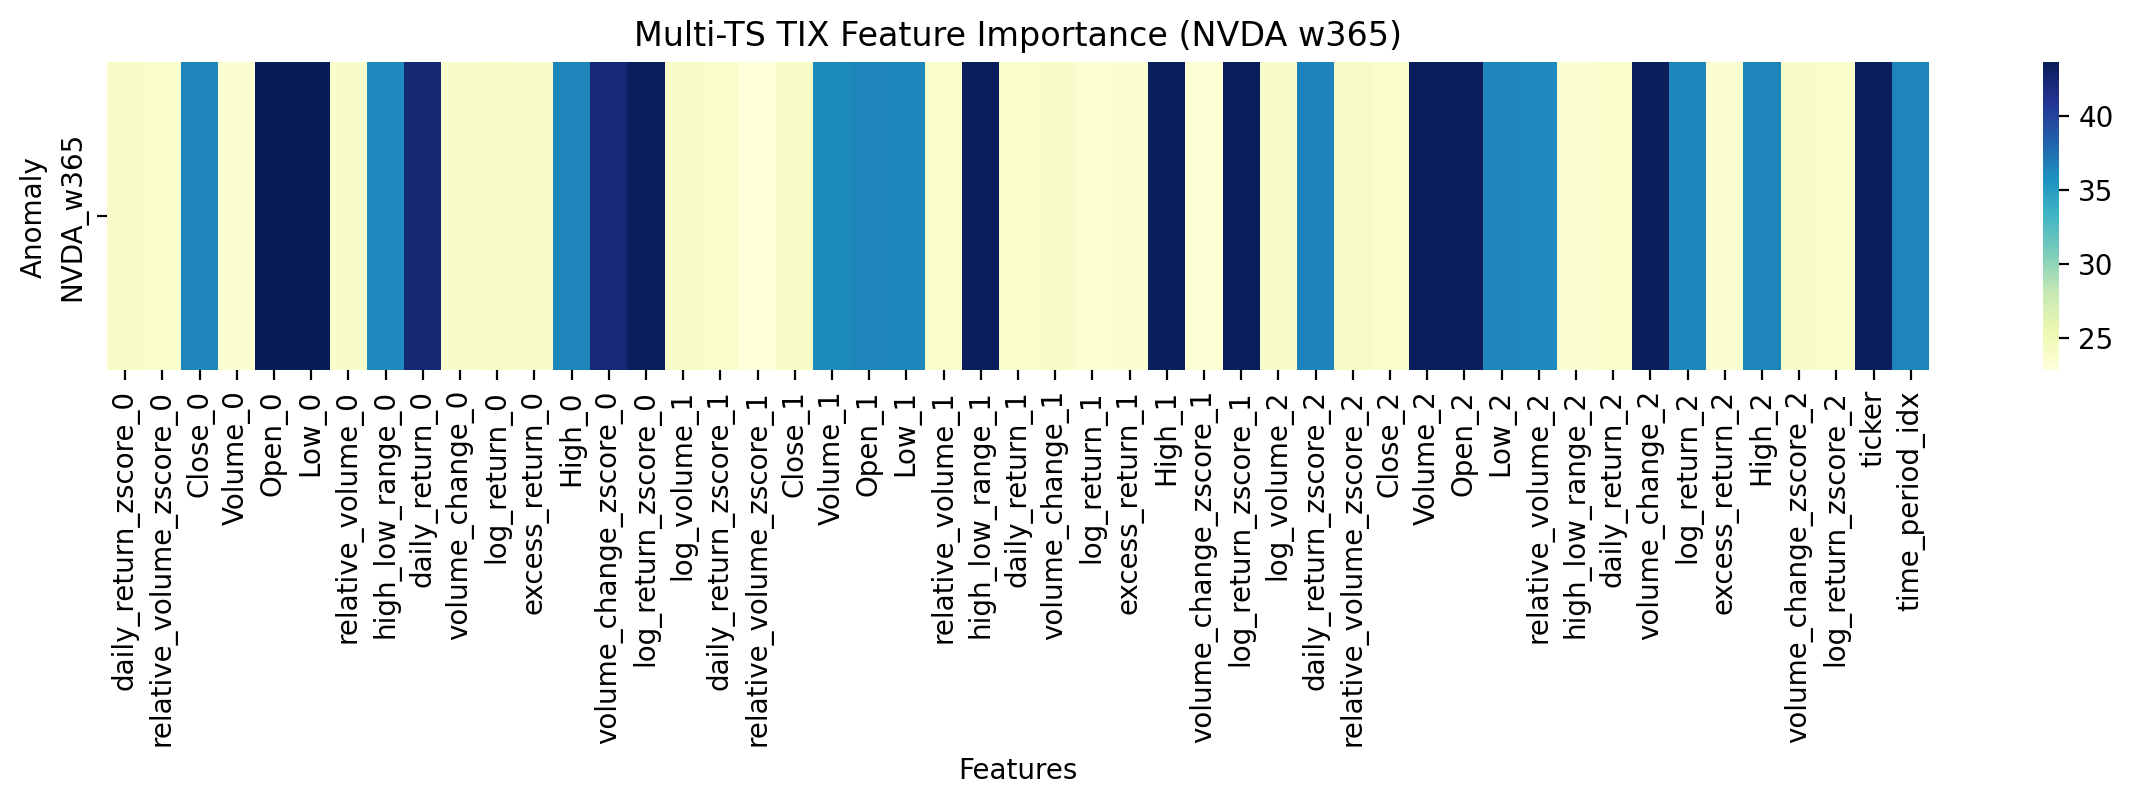 Multi-TS TIX Feature Importance (NVDA w365)
Anomaly
NVDA_w365
40
35
30
25
daily_return_zscore_0
relative_volume_zscore_0
Close_0
Volume_0
Open_0
Low_0
relative_volume_0
high_low_range_0
daily_return_0
volume_change_0
log_return_0
excess_return_0
High_0
volume_change_zscore_0
log_return_zscore_0
log_volume_1
daily_return_zscore_1
relative_volume_zscore_1
Close_1
Volume_1
Open_1
Low_1
relative_volume_1
high_low_range_1
daily_return_1
volume_change_1
log_return_1
excess_return_1
High_1
volume_change_zscore_1
log_return_zscore_1
log_volume_2
daily_return_zscore_2
relative_volume_zscore_2
Close_2
Volume_2
Open_2
Low_2
relative_volume_2
high_low_range_2
daily_return_2
volume_change_2
log_return_2
excess_return_2
High_2
volume_change_zscore_2
log_return_zscore_2
ticker
time_period_idx
Features